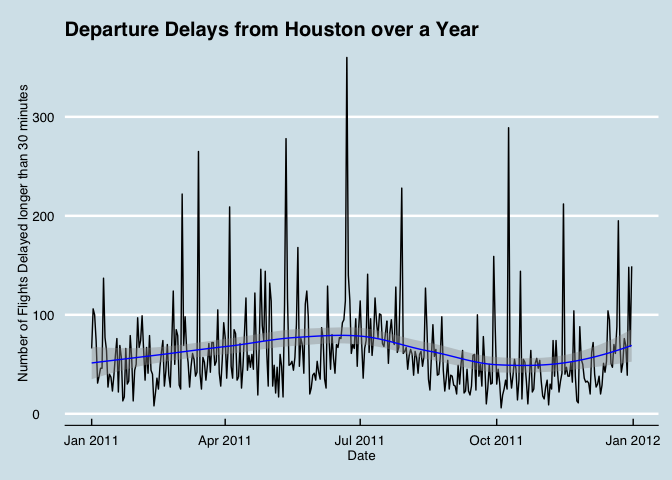 Departure Delays from Houston over a Year
Number of Flights Delayed longer than 30 minutes
300
200
100
0
Jan 2011
Apr 2011
Jul 2011
Oct 2011
Jan 2012
Date